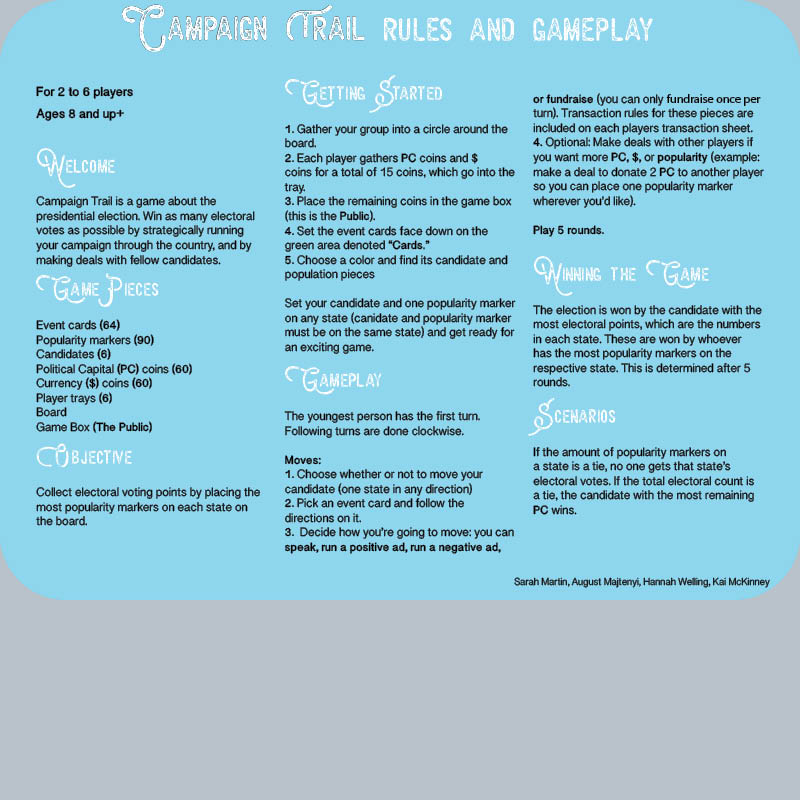 Campaign Trail rules and gameplay
For 2 to 6 players
Ages 8 and up+
Welcome
Campaign Trail is a game about the
presidential election. Win as many electoral
votes as possible by strategically running
your campaign through the country, and by
making deals with fellow candidates.
Game Pieces
Event cards (64)
Popularity markers (90)
Candidates (6)
Political Capital (PC) coins (60)
Currency ($) coins (60)
Player trays (6)
Board
Game Box (The Public)
Objective
Collect electoral voting points by placing the
most popularity markers on each state on
the board.
Getting Started
1. Gather your group into a circle around the
board.
2. Each player gathers PC coins and $
coins for a total of 15 coins, which go into the
tray.
3. Place the remaining coins in the game box
(this is the Public).
4. Set the event cards face down on the
green area denoted “Cards.”
5. Choose a color and find its candidate and
population pieces
Set your candidate and one popularity marker
on any state (canidate and popularity marker
must be on the same state) and get ready for
an exciting game.
Gameplay
The youngest person has the first turn.
Following turns are done clockwise.
Moves:
1. Choose whether or not to move your
candidate (one state in any direction)
2. Pick an event card and follow the
directions on it.
3. Decide how you’re going to move: you can
speak, run a positive ad, run a negative ad,
or fundraise (you can only fundraise once per
turn). Transaction rules for these pieces are
included on each players transaction sheet.
4. Optional: Make deals with other players if
you want more PC, $, or popularity (example:
make a deal to donate 2 PC to another player
so you can place one popularity marker
wherever you’d like).
Play 5 rounds.
Winning the Game
The election is won by the candidate with the
most electoral points, which are the numbers
in each state. These are won by whoever
has the most popularity markers on the
respective state. This is determined after 5
rounds.
Scenarios
If the amount of popularity markers on
a state is a tie, no one gets that state’s
electoral votes. If the total electoral count is
a tie, the candidate with the most remaining
PC wins.
Sarah Martin, August Majtenyi, Hannah Welling, Kai McKinney